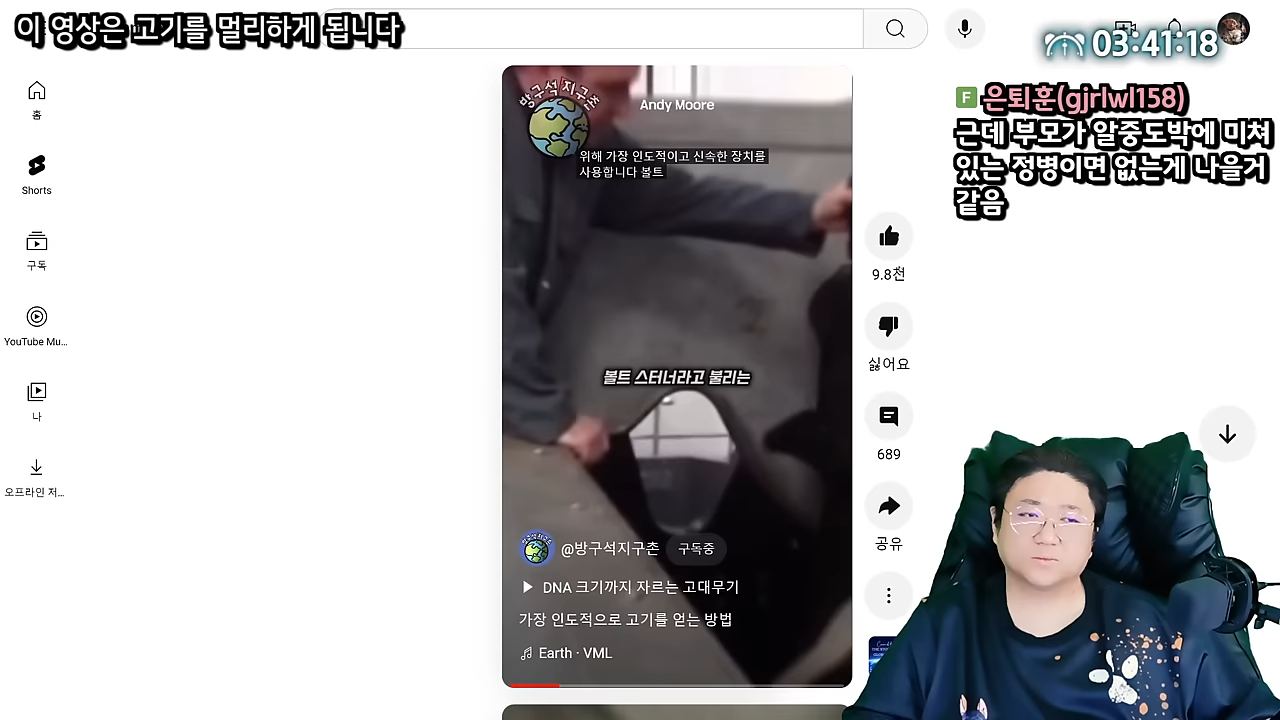 이 영상은 고기를 멀리하게 됩니다
03:41:18
홈
Shorts
구독
YouTube Mu...
나
오프라인 저...
방구석 지구촌
Andy Moore
위해 가장 인도적이고 신속한 장치를
사용합니다 볼트
볼트 스터너라고 불리는
@방구석지구촌 구독중
▶ DNA 크기까지 자르는 고대무기
가장 인도적으로 고기를 얻는 방법
Earth · VML
9.8천
싫어요
689
공유
F 은퇴훈(gjrlwl158)
근데 부모가 알중도박에 미쳐
있는 정병이면 없는게 나을거
같음